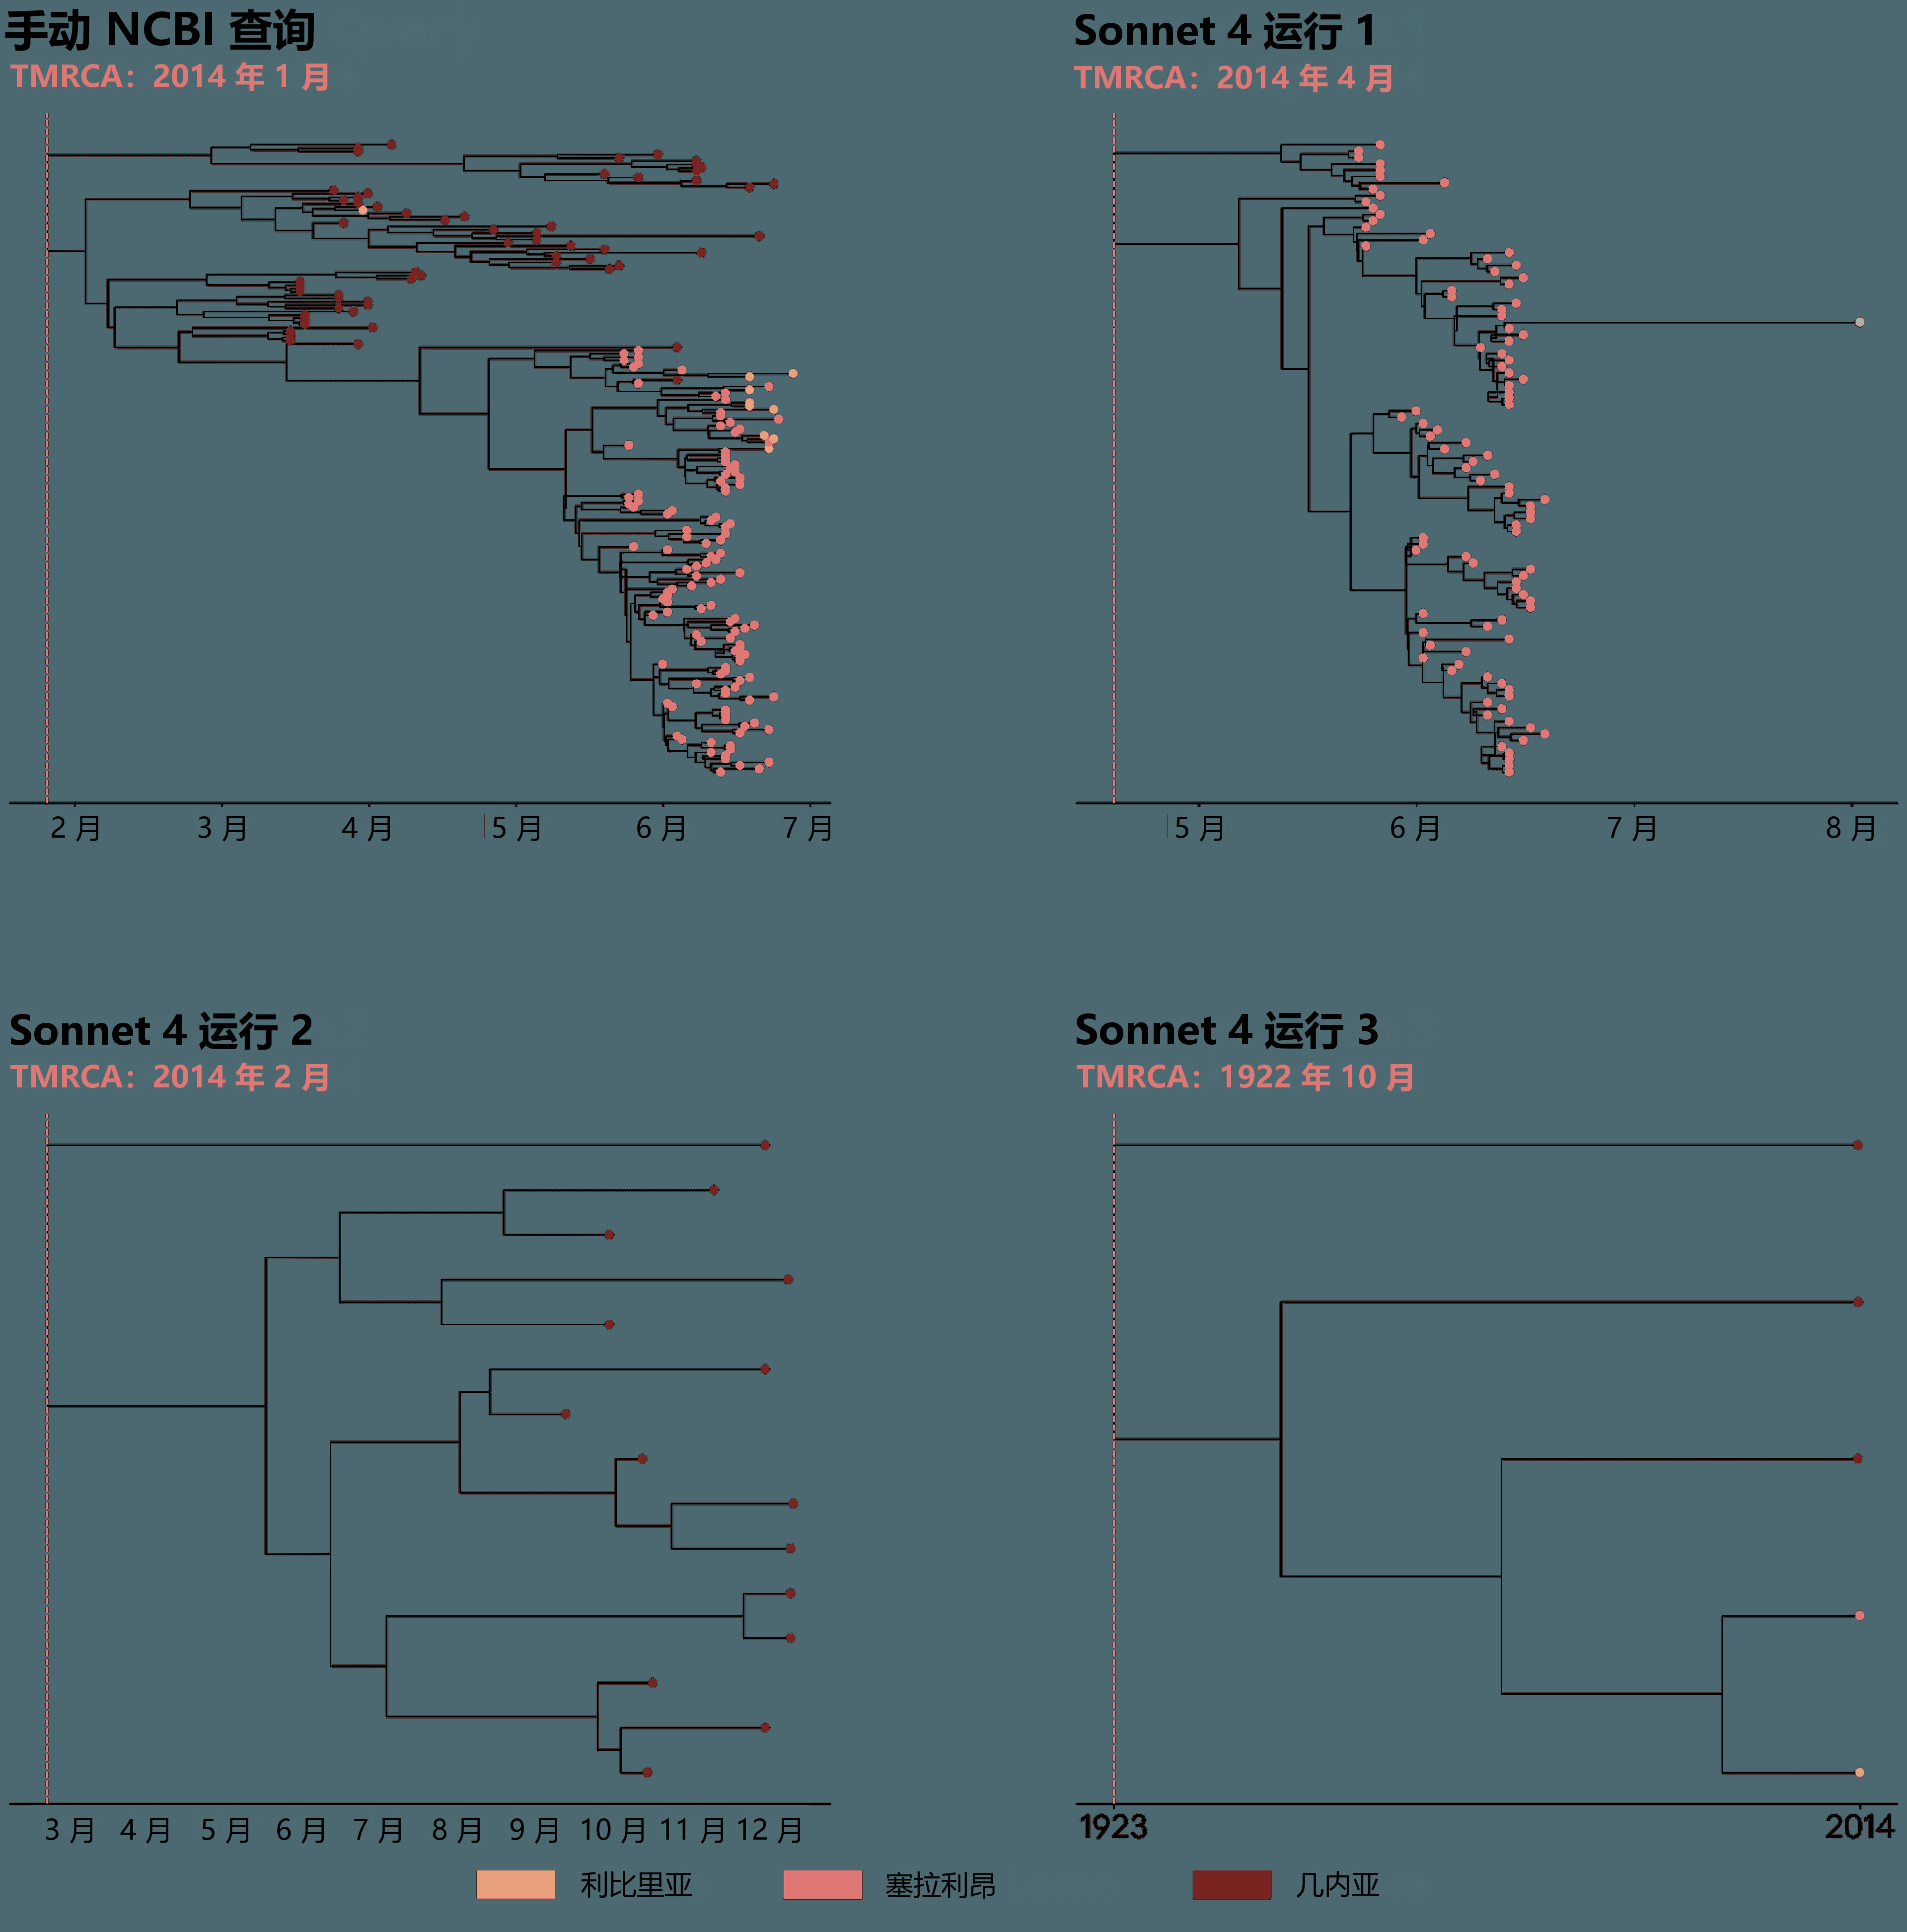 手动 NCBI 查询
TMRCA：2014 年 1 月
2 月 3 月 4 月 5 月 6 月 7 月
Sonnet 4 运行 1
TMRCA：2014 年 4 月
5 月 6 月 7 月 8 月
Sonnet 4 运行 2
TMRCA：2014 年 2 月
3 月 4 月 5 月 6 月 7 月 8 月 9 月 10 月 11 月 12 月
Sonnet 4 运行 3
TMRCA：1922 年 10 月
1923 2014
利比里亚 塞拉利昂 几内亚